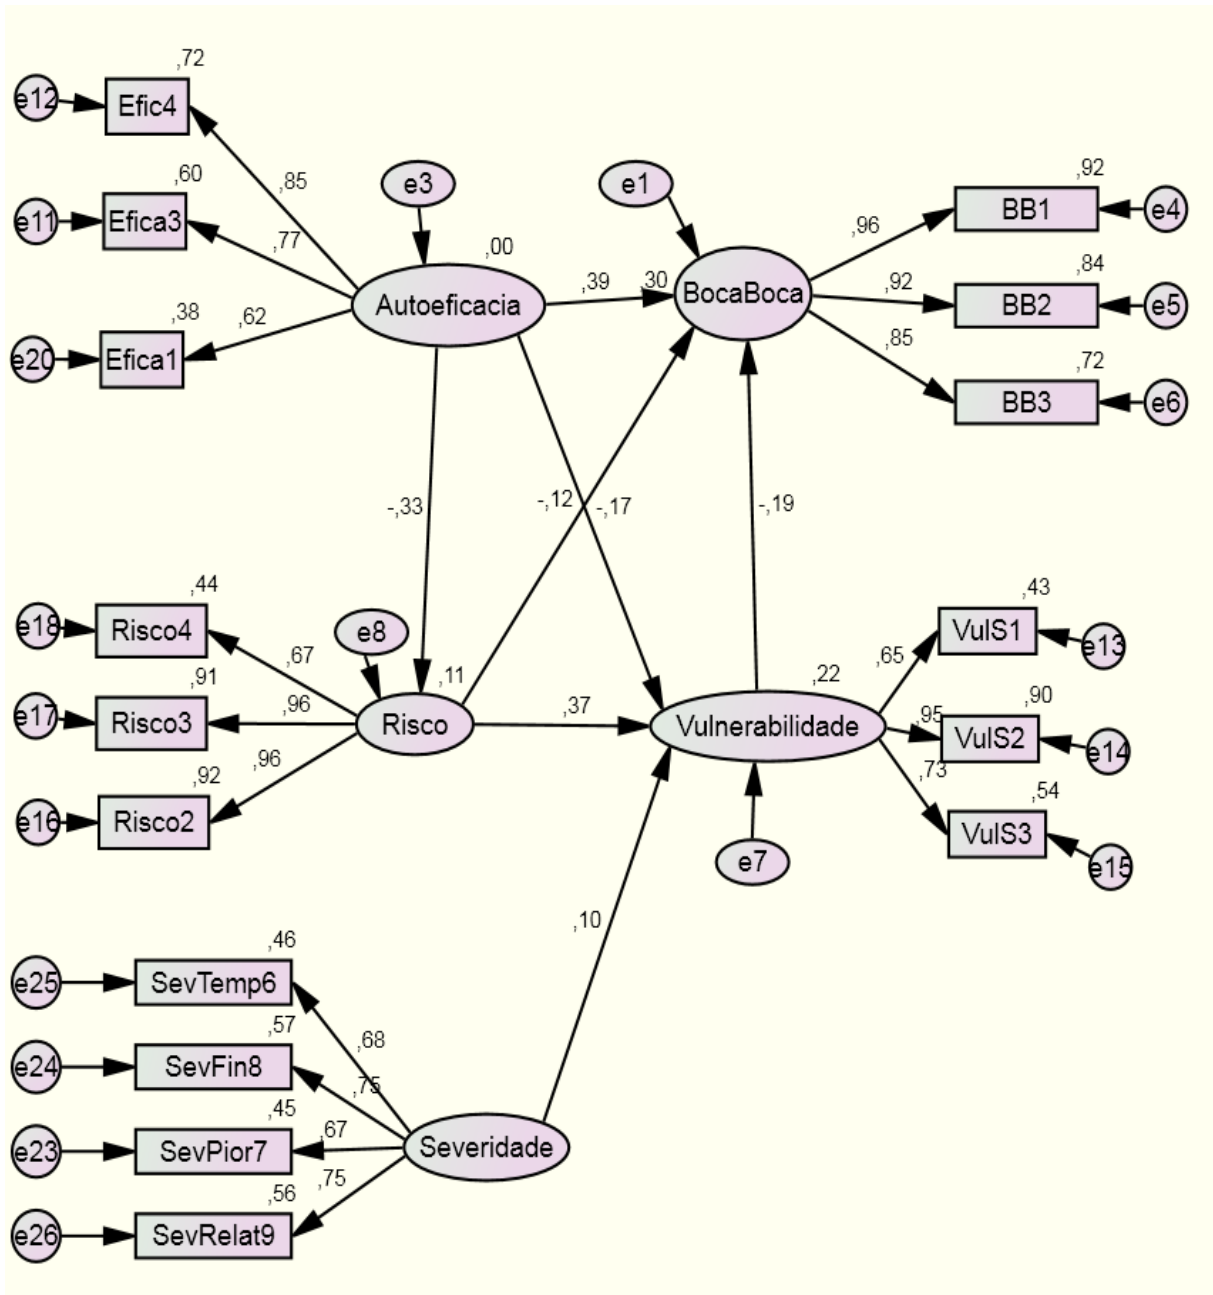 ,72
e12
Efic4
,60
,85
e3
e1
,92
e11
Efica3
,77
,96
BB1
e4
,00
,39
,30
BocaBoca
,92
,84
BB2
e5
Autoeficacia
,38
,62
e20
Efica1
,85
,72
BB3
e6
-,33
-,12
-,17
-,19
,44
e18
Risco4
e8
,67
,43
VulS1
e13
,65
,91
,11
,22
e17
Risco3
,96
Risco
,37
Vulnerabilidade
,95
,90
VulS2
e14
,92
,96
,73
,54
e16
Risco2
VulS3
e7
e15
,10
,46
e25
SevTemp6
,57
,68
e24
SevFin8
,75
,45
e23
SevPior7
,67
Severidade
,56
,75
e26
SevRelat9